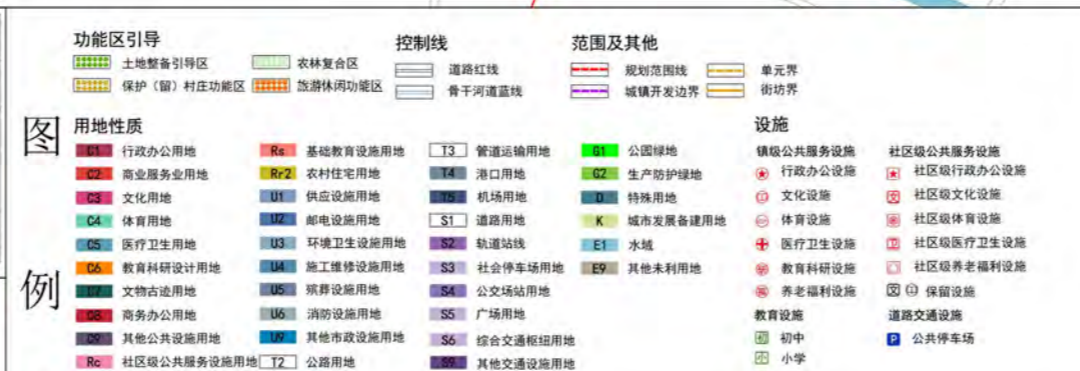 功能区引导
土地整备引导区
农林复合区
保护（留）村庄功能区
旅游休闲功能区
控制线
道路红线
骨干河道蓝线
范围及其他
规划范围线
单元界
城镇开发边界
街坊界
图例
用地性质
C1 行政办公用地
C2 商业服务业用地
C3 文化用地
C4 体育用地
C5 医疗卫生用地
C6 教育科研设计用地
C7 文物古迹用地
C8 商务办公用地
C9 其他公共设施用地
Rc 社区级公共服务设施用地
Rs 基础教育设施用地
Rr2 农村住宅用地
U1 供应设施用地
U2 邮电设施用地
U3 环境卫生设施用地
U4 施工维修设施用地
U5 殡葬设施用地
U6 消防设施用地
U9 其他市政设施用地
T2 公路用地
T3 管道运输用地
T4 港口用地
T5 机场用地
S1 道路用地
S2 轨道站线
S3 社会停车场用地
S4 公交场站用地
S5 广场用地
S6 综合交通枢纽用地
S9 其他交通设施用地
G1 公园绿地
G2 生产防护绿地
D 特殊用地
K 城市发展备建用地
E1 水域
E9 其他未利用地
设施
镇级公共服务设施
行政办公设施
文化设施
体育设施
医疗卫生设施
教育科研设施
养老福利设施
教育设施
初中
小学
社区级公共服务设施
社区级行政办公设施
社区级文化设施
社区级体育设施
社区级医疗卫生设施
社区级养老福利设施
保留设施
道路交通设施
P 公共停车场